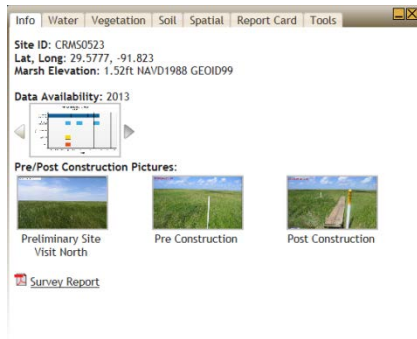 Info Water Vegetation Soil Spatial Report Card Tools
Site ID: CRMS0523
Lat, Long: 29.5777, -91.823
Marsh Elevation: 1.52ft NAVD1988 GEOID99
Data Availability: 2013
Pre/Post Construction Pictures:
Preliminary Site Visit North
Pre Construction
Post Construction
Survey Report